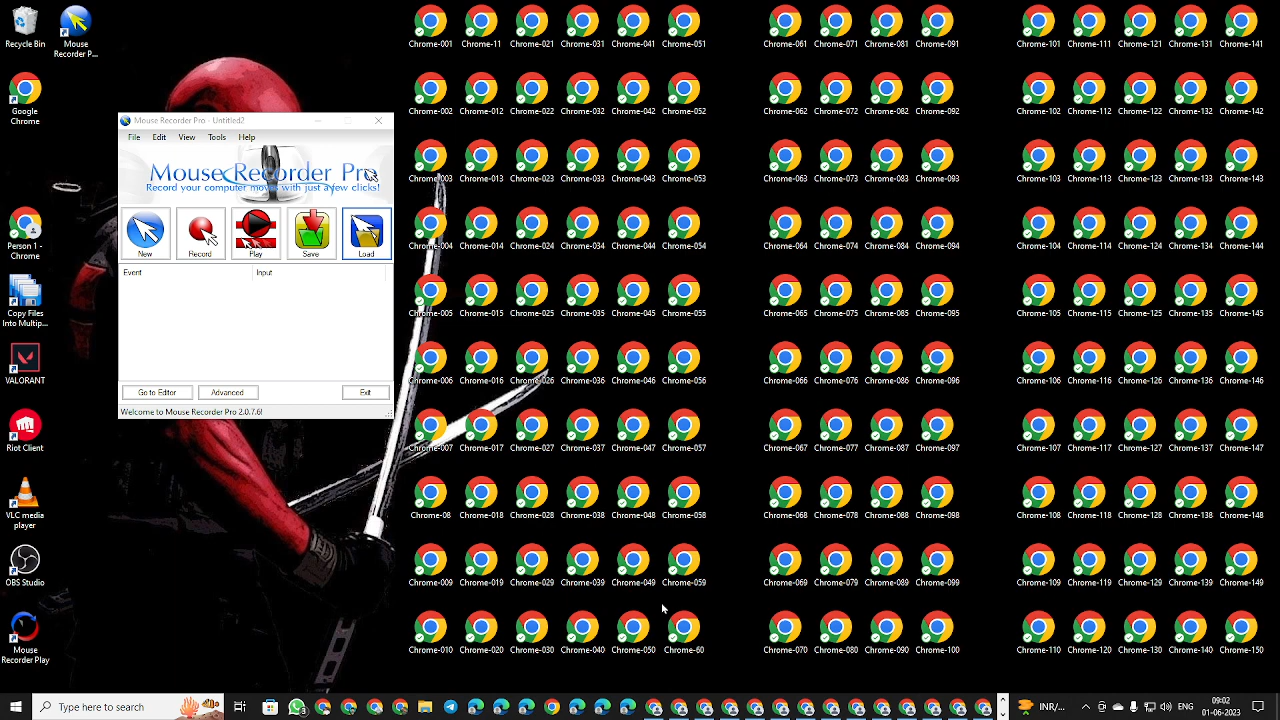 Recycle Bin
Mouse
Recorder P...
Google
Chrome
Person 1 -
Chrome
Copy Files
Into Multip...
VALORANT
Riot Client
VLC media
player
OBS Studio
Mouse
Recorder Play
Mouse Recorder Pro - Untitled2
File Edit View Tools Help
Mouse Recorder Pro
Record your computer moves with just a few clicks!
New Record Play Save Load
Event Input
Go to Editor Advanced Exit
Welcome to Mouse Recorder Pro 2.0.7.6!
Chrome-001 Chrome-11 Chrome-021 Chrome-031 Chrome-041 Chrome-051 Chrome-061 Chrome-071 Chrome-081 Chrome-091 Chrome-101 Chrome-111 Chrome-121 Chrome-131 Chrome-141
Chrome-002 Chrome-012 Chrome-022 Chrome-032 Chrome-042 Chrome-052 Chrome-062 Chrome-072 Chrome-082 Chrome-092 Chrome-102 Chrome-112 Chrome-122 Chrome-132 Chrome-142
Chrome-003 Chrome-013 Chrome-023 Chrome-033 Chrome-043 Chrome-053 Chrome-063 Chrome-073 Chrome-083 Chrome-093 Chrome-103 Chrome-113 Chrome-123 Chrome-133 Chrome-143
Chrome-004 Chrome-014 Chrome-024 Chrome-034 Chrome-044 Chrome-054 Chrome-064 Chrome-074 Chrome-084 Chrome-094 Chrome-104 Chrome-114 Chrome-124 Chrome-134 Chrome-144
Chrome-005 Chrome-015 Chrome-025 Chrome-035 Chrome-045 Chrome-055 Chrome-065 Chrome-075 Chrome-085 Chrome-095 Chrome-105 Chrome-115 Chrome-125 Chrome-135 Chrome-145
Chrome-006 Chrome-016 Chrome-026 Chrome-036 Chrome-046 Chrome-056 Chrome-066 Chrome-076 Chrome-086 Chrome-096 Chrome-106 Chrome-116 Chrome-126 Chrome-136 Chrome-146
Chrome-007 Chrome-017 Chrome-027 Chrome-037 Chrome-047 Chrome-057 Chrome-067 Chrome-077 Chrome-087 Chrome-097 Chrome-107 Chrome-117 Chrome-127 Chrome-137 Chrome-147
Chrome-08 Chrome-018 Chrome-028 Chrome-038 Chrome-048 Chrome-058 Chrome-068 Chrome-078 Chrome-088 Chrome-098 Chrome-108 Chrome-118 Chrome-128 Chrome-138 Chrome-148
Chrome-009 Chrome-019 Chrome-029 Chrome-039 Chrome-049 Chrome-059 Chrome-069 Chrome-079 Chrome-089 Chrome-099 Chrome-109 Chrome-119 Chrome-129 Chrome-139 Chrome-149
Chrome-010 Chrome-020 Chrome-030 Chrome-040 Chrome-050 Chrome-60 Chrome-070 Chrome-080 Chrome-090 Chrome-100 Chrome-110 Chrome-120 Chrome-130 Chrome-140 Chrome-150
Type here to search
3
INR/...
ENG
09:02
01-06-2023